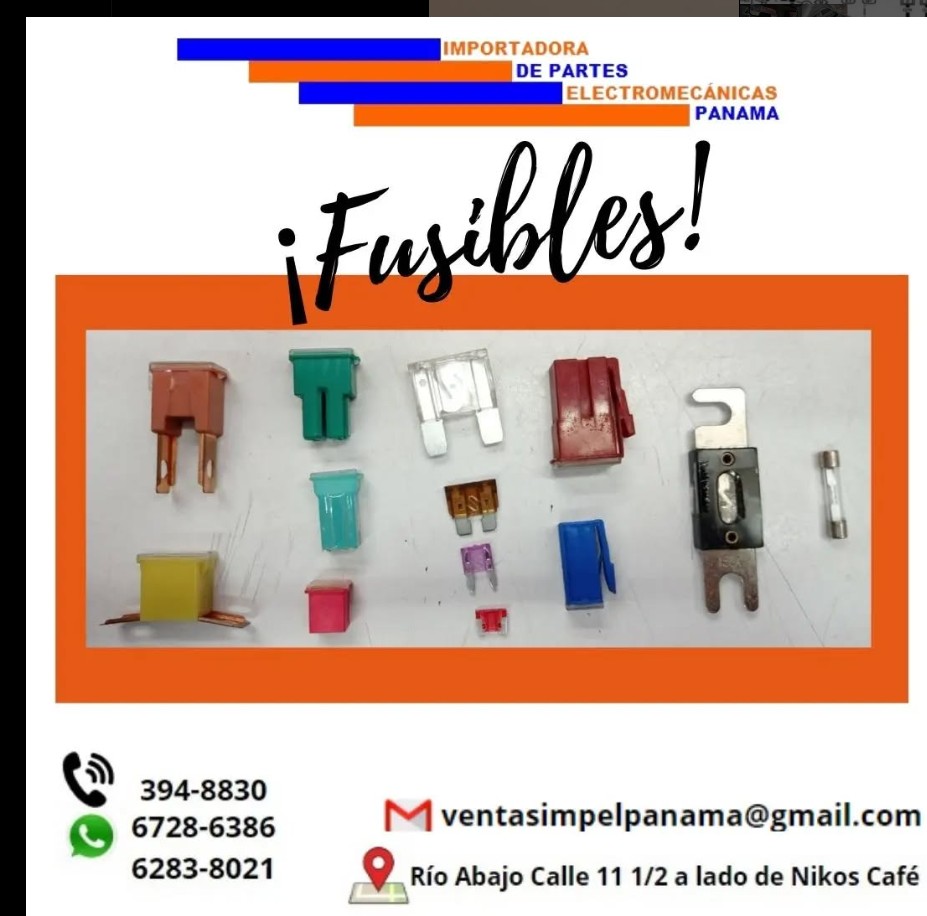 IMPORTADORA
DE PARTES
ELECTROMECÁNICAS
PANAMA
¡Fusibles!
394-8830
6728-6386
6283-8021
ventasimpelpanama@gmail.com
Río Abajo Calle 11 1/2 a lado de Nikos Café